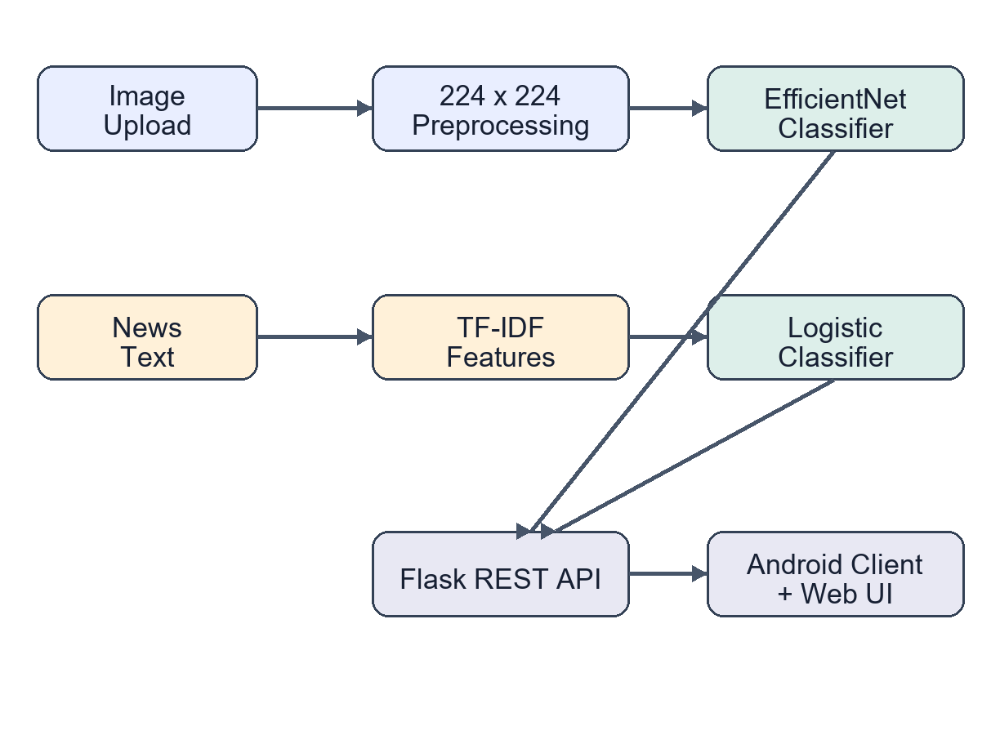 Image
Upload
224 x 224
Preprocessing
EfficientNet
Classifier
News
Text
TF-IDF
Features
Logistic
Classifier
Flask REST API
Android Client
+ Web UI